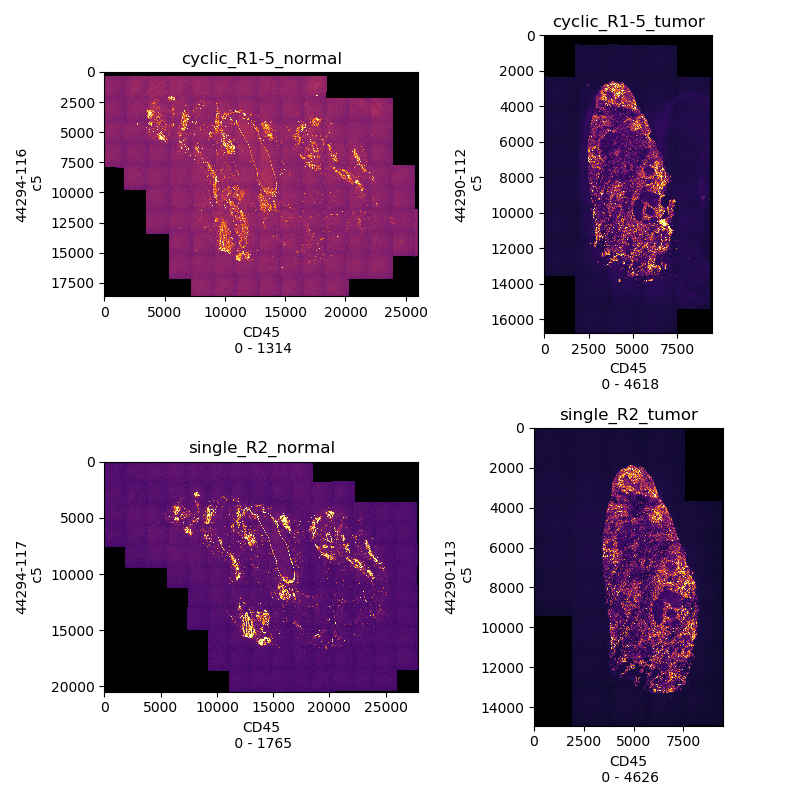 cyclic_R1-5_normal
0
2500
5000
7500
10000
12500
15000
17500
44294-116
c5
0 5000 10000 15000 20000 25000
CD45
0 - 1314
cyclic_R1-5_tumor
0
2000
4000
6000
8000
10000
12000
14000
16000
44290-112
c5
0 2500 5000 7500
CD45
0 - 4618
single_R2_normal
0
5000
10000
15000
20000
44294-117
c5
0 5000 10000 15000 20000 25000
CD45
0 - 1765
single_R2_tumor
0
2000
4000
6000
8000
10000
12000
14000
44290-113
c5
0 2500 5000 7500
CD45
0 - 4626